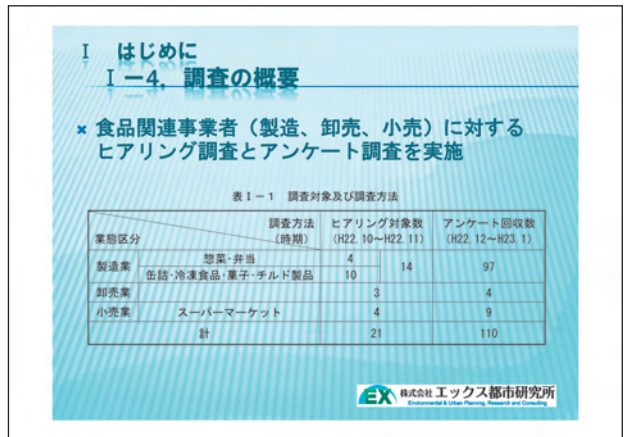 Ⅰ はじめに
Ⅰ－4．調査の概要
食品関連事業者（製造、卸売、小売）に対する
ヒアリング調査とアンケート調査を実施
表Ⅰ－1 調査対象及び調査方法
調査方法 ヒアリング対象数 アンケート回収数
業態区分 （時期） （H22.10～H22.11） （H22.12～H23.1）
製造業 惣菜・弁当 4 14 97
缶詰・冷凍食品・菓子・チルド製品 10
卸売業 3 4
小売業 スーパーマーケット 4 9
計 21 110
EX 株式会社 エックス都市研究所
Environmental & Urban Planning, Research and Consulting